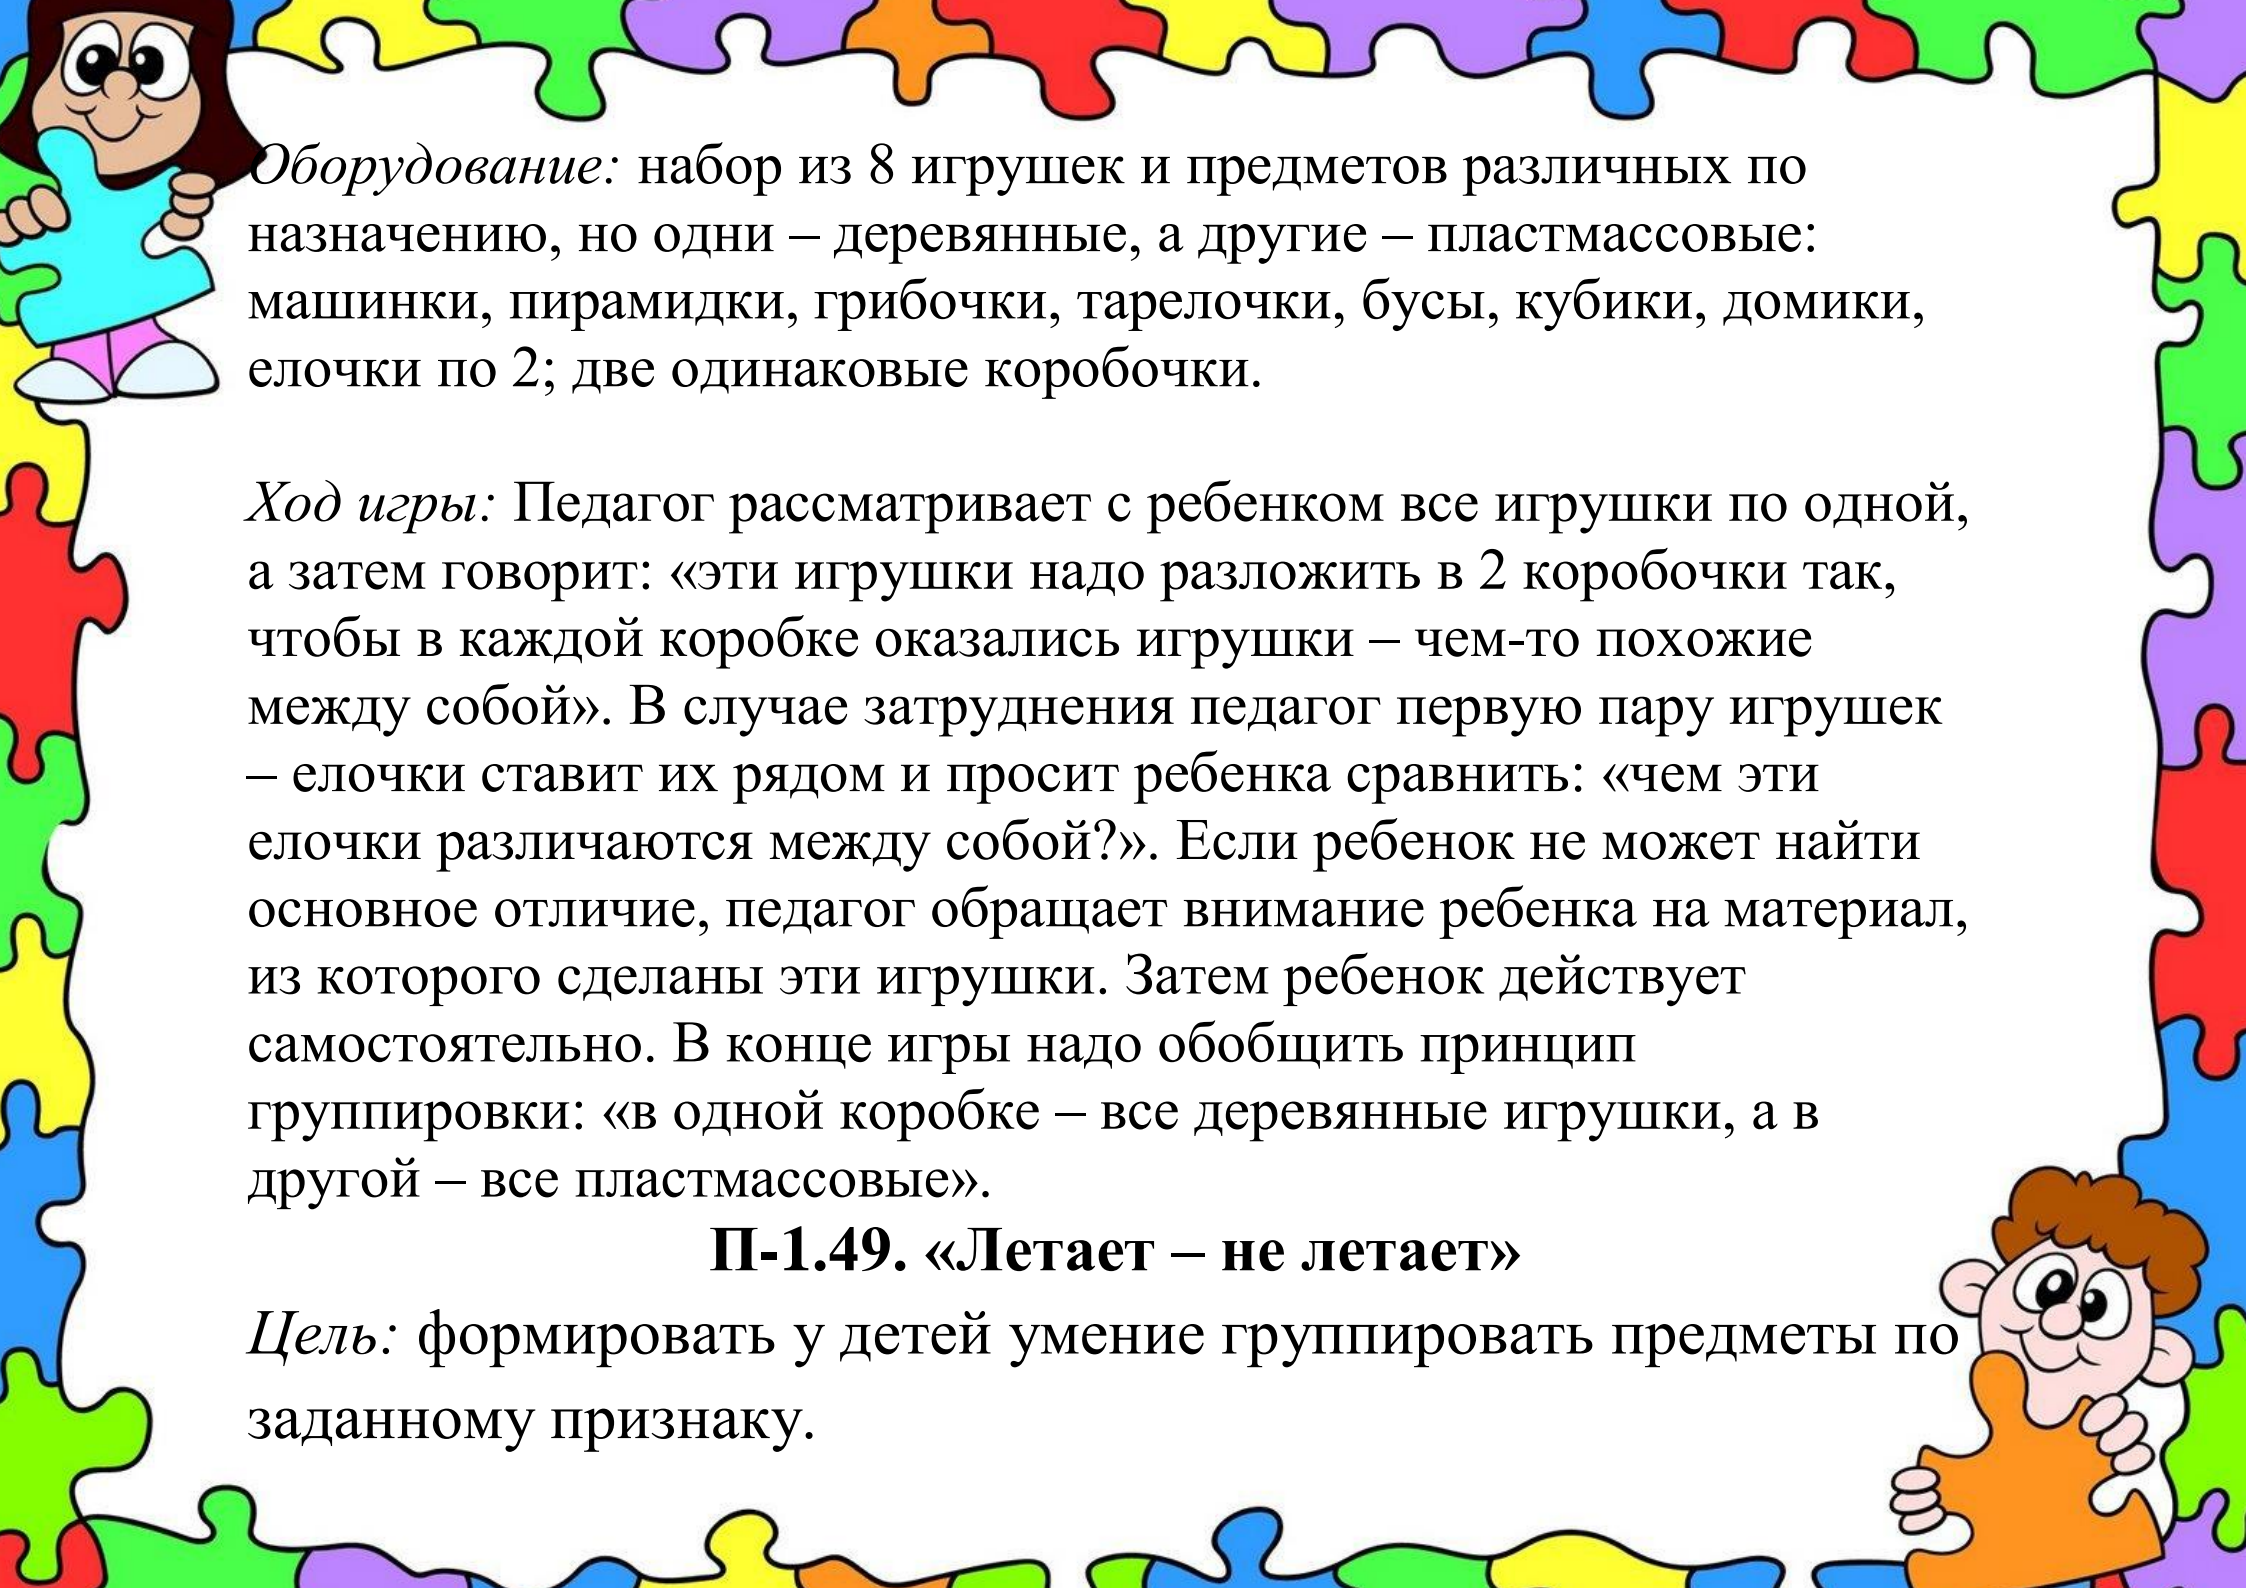 Оборудование: набор из 8 игрушек и предметов различных по
назначению, но одни – деревянные, а другие – пластмассовые:
машинки, пирамидки, грибочки, тарелочки, бусы, кубики, домики,
елочки по 2; две одинаковые коробочки.
Ход игры: Педагог рассматривает с ребенком все игрушки по одной,
а затем говорит: «эти игрушки надо разложить в 2 коробочки так,
чтобы в каждой коробке оказались игрушки – чем-то похожие
между собой». В случае затруднения педагог первую пару игрушек
– елочки ставит их рядом и просит ребенка сравнить: «чем эти
елочки различаются между собой?». Если ребенок не может найти
основное отличие, педагог обращает внимание ребенка на материал,
из которого сделаны эти игрушки. Затем ребенок действует
самостоятельно. В конце игры надо обобщить принцип
группировки: «в одной коробке – все деревянные игрушки, а в
другой – все пластмассовые».
П-1.49. «Летает – не летает»
Цель: формировать у детей умение группировать предметы по
заданному признаку.